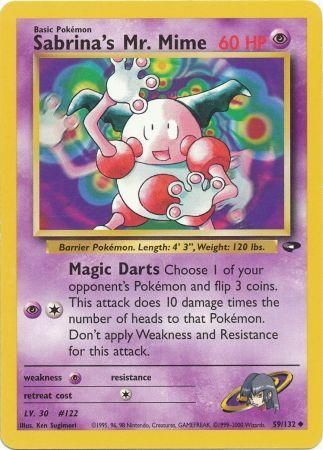 Basic Pokémon
Sabrina's Mr. Mime 60 HP
Barrier Pokémon. Length: 4' 3", Weight: 120 lbs.
Magic Darts Choose 1 of your
opponent's Pokémon and flip 3 coins.
This attack does 10 damage times the
number of heads to that Pokémon.
Don't apply Weakness and Resistance
for this attack.
weakness resistance
retreat cost
LV. 30 #122
Illus. Ken Sugimori ©1995, 96, 98 Nintendo, Creatures, GAMEFREAK. ©1999-2000 Wizards. 59/132